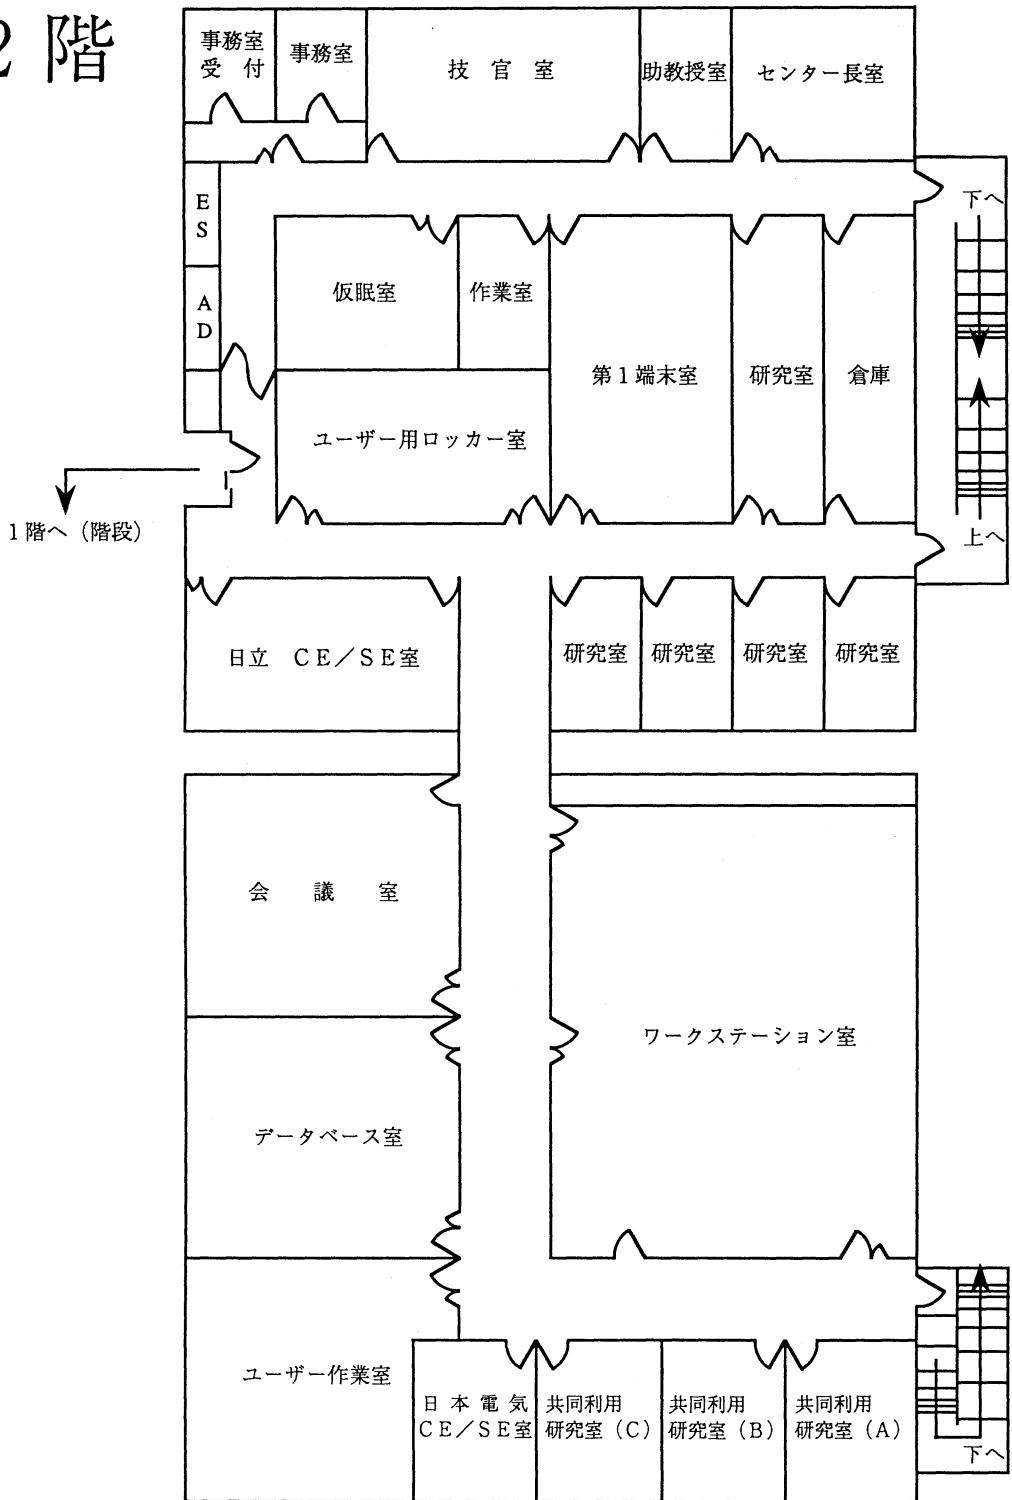 2 階
事務室
受　付
事務室
技　官　室
助教授室
センター長室
E
S
A
D
下へ
仮眠室
作業室
第１端末室
研究室
倉庫
ユーザー用ロッカー室
1階へ（階段）
上へ
日立　ＣＥ／ＳＥ室
研究室
研究室
研究室
研究室
会　議　室
ワークステーション室
データベース室
ユーザー作業室
日 本 電 気
ＣＥ／ＳＥ室
共同利用
研究室（C）
共同利用
研究室（B）
共同利用
研究室（A）
下へ